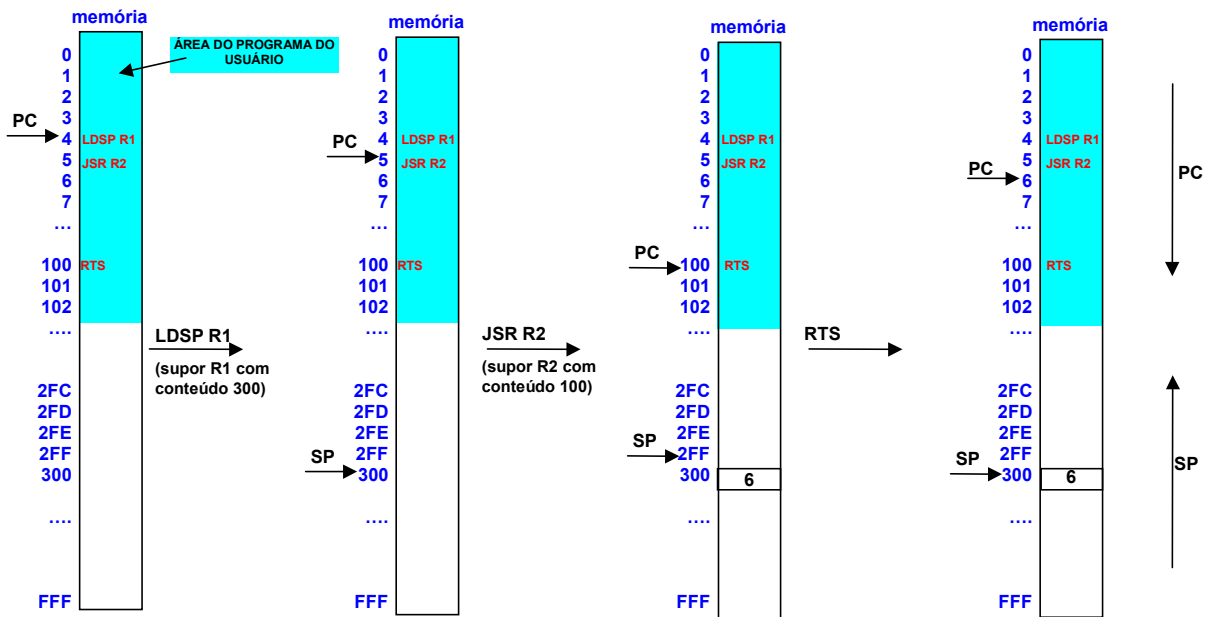 memória
0
1
2
3
4
5
6
7
...
100
101
102
....
2FC
2FD
2FE
2FF
300
....
FFF
PC
LDSP R1
JSR R2
RTS
ÁREA DO PROGRAMA DO
USUÁRIO
LDSP R1
(supor R1 com
conteúdo 300)
memória
0
1
2
3
4
5
6
7
...
100
101
102
....
2FC
2FD
2FE
2FF
300
....
FFF
PC
LDSP R1
JSR R2
RTS
SP
JSR R2
(supor R2 com
conteúdo 100)
memória
0
1
2
3
4
5
6
7
...
100
101
102
....
2FC
2FD
2FE
2FF
300
....
FFF
LDSP R1
JSR R2
PC
RTS
SP
6
RTS
memória
0
1
2
3
4
5
6
7
...
100
101
102
....
2FC
2FD
2FE
2FF
300
....
FFF
LDSP R1
JSR R2
PC
RTS
SP
6
PC
SP